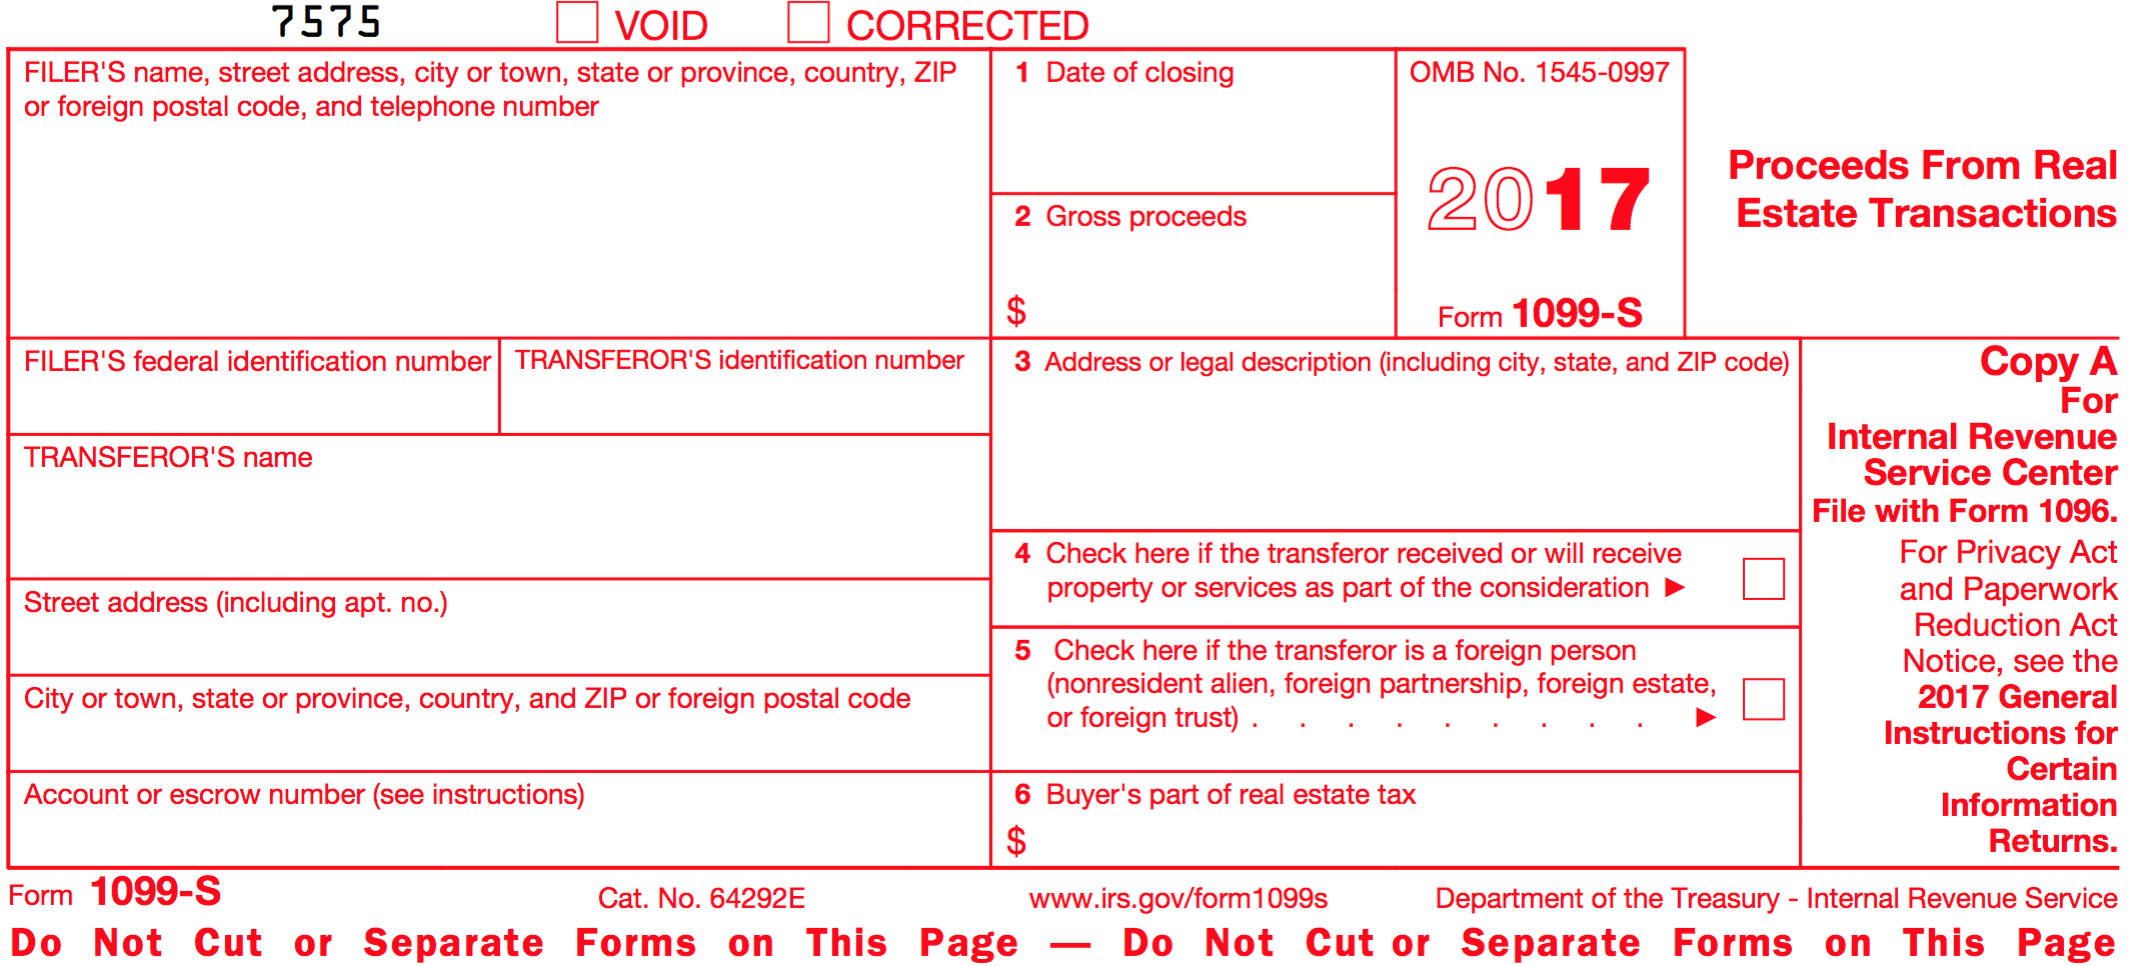 7575 VOID CORRECTED
FILER'S name, street address, city or town, state or province, country, ZIP
or foreign postal code, and telephone number
1 Date of closing
2 Gross proceeds
$
OMB No. 1545-0997
2017
Form 1099-S
Proceeds From Real
Estate Transactions
FILER'S federal identification number
TRANSFEROR'S identification number
TRANSFEROR'S name
Street address (including apt. no.)
City or town, state or province, country, and ZIP or foreign postal code
Account or escrow number (see instructions)
3 Address or legal description (including city, state, and ZIP code)
4 Check here if the transferor received or will receive
property or services as part of the consideration ►
5 Check here if the transferor is a foreign person
(nonresident alien, foreign partnership, foreign estate,
or foreign trust) . . . . . . . . . ►
6 Buyer's part of real estate tax
$
Copy A
For
Internal Revenue
Service Center
File with Form 1096.
For Privacy Act
and Paperwork
Reduction Act
Notice, see the
2017 General
Instructions for
Certain
Information
Returns.
Form 1099-S Cat. No. 64292E www.irs.gov/form1099s Department of the Treasury - Internal Revenue Service
Do Not Cut or Separate Forms on This Page — Do Not Cut or Separate Forms on This Page